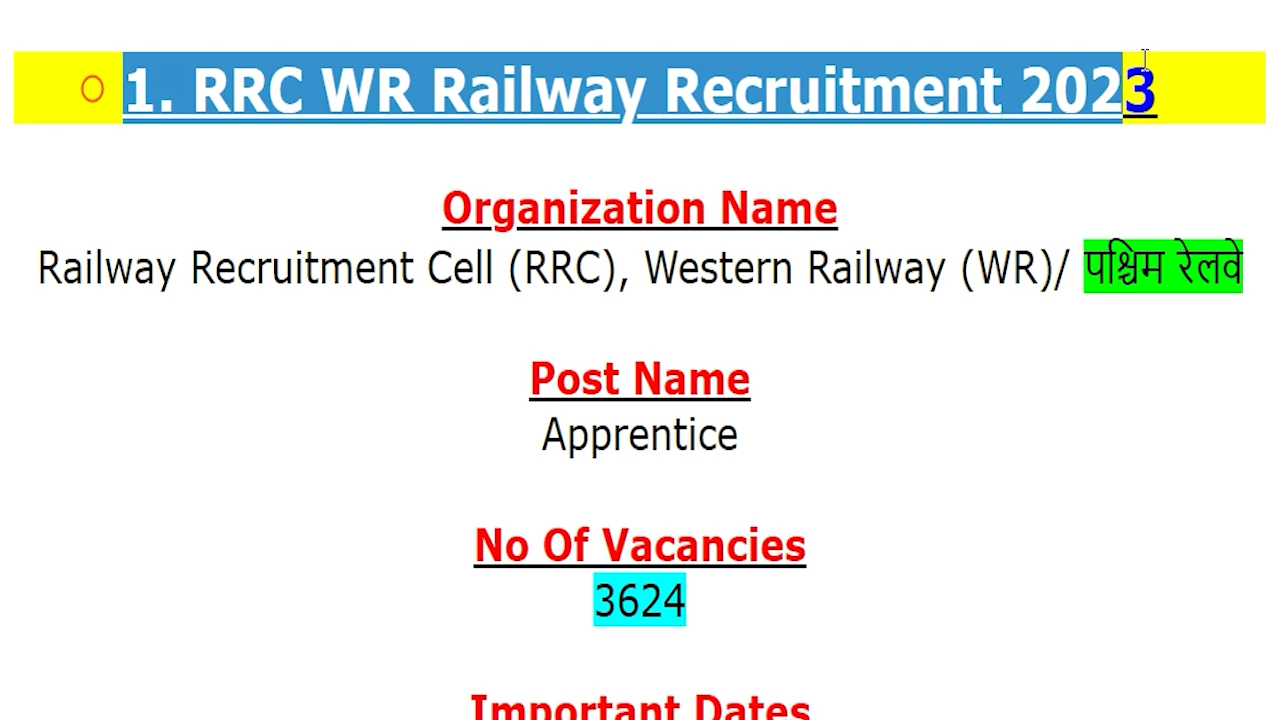 1. RRC WR Railway Recruitment 2023
Organization Name
Railway Recruitment Cell (RRC), Western Railway (WR)/ पश्चिम रेलवे
Post Name
Apprentice
No Of Vacancies
3624
Important Dates